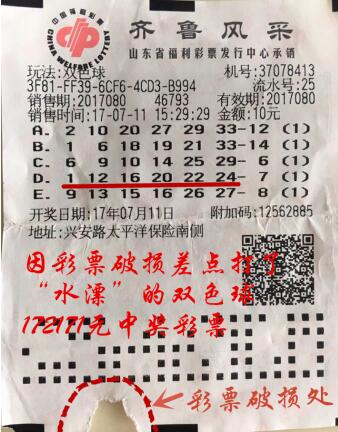 中国福利彩票
CHINA WELFARE LOTTERY
齐鲁风采
山东省福利彩票发行中心承销
玩法:双色球 机号:37078413
3F81-FF39-6CF6-4CD3-B994 流水号:25
销售期:2017080 46793 有效期:2017080
销售时间:17-07-11 15:29:29 金额:10元
A. 2 10 20 27 29 33-12 (1)
B. 1 6 18 19 21 33-14 (1)
C. 6 9 10 14 25 29- 6 (1)
D. 1 12 16 20 22 24- 7 (1)
E. 9 13 15 16 26 27- 8 (1)
开奖日期:17年07月11日 附加码:12562885
地址:兴安路太平洋保险南侧
因彩票破损差点打了
“水漂”的双色球
172171元中奖彩票
彩票破损处